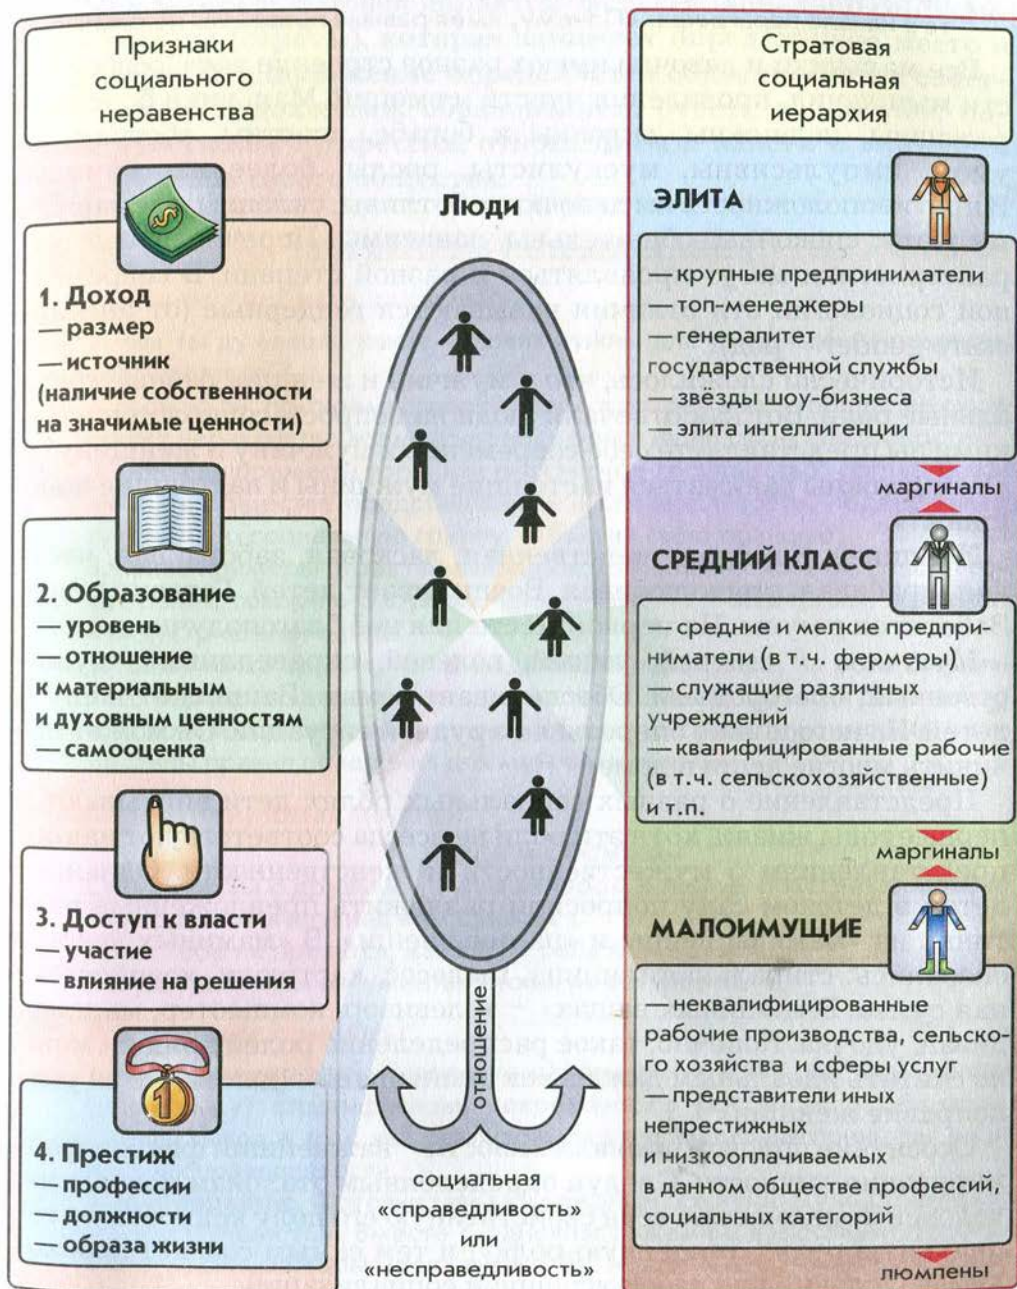 Признаки
социального
неравенства
1. Доход
— размер
— источник
(наличие собственности
на значимые ценности)
2. Образование
— уровень
— отношение
к материальным
и духовным ценностям
— самооценка
3. Доступ к власти
— участие
— влияние на решения
1
4. Престиж
— профессии
— должности
— образа жизни
Люди
отношение
социальная
«справедливость»
или
«несправедливость»
Стратовая
социальная
иерархия
ЭЛИТА
— крупные предприниматели
— топ-менеджеры
— генералитет
государственной службы
— звёзды шоу-бизнеса
— элита интеллигенции
маргиналы
СРЕДНИЙ КЛАСС
— средние и мелкие предпри-
ниматели (в т.ч. фермеры)
— служащие различных
учреждений
— квалифицированные рабочие
(в т.ч. сельскохозяйственные)
и т.п.
маргиналы
МАЛОИМУЩИЕ
— неквалифицированные
рабочие производства, сельско-
го хозяйства и сферы услуг
— представители иных
непрестижных
и низкооплачиваемых
в данном обществе профессий,
социальных категорий
люмпены